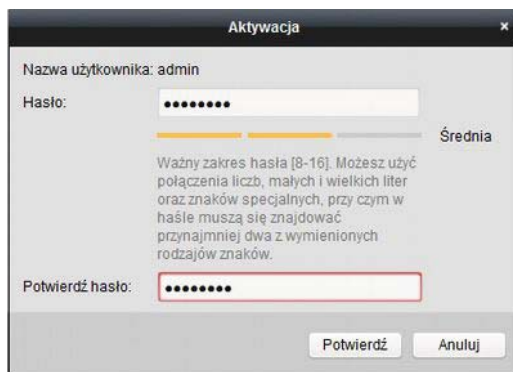 Aktywacja ×
Nazwa użytkownika: admin
Hasło: ●●●●●●●●
Średnia
Ważny zakres hasła [8-16]. Możesz użyć
połączenia liczb, małych i wielkich liter
oraz znaków specjalnych, przy czym w
haśle muszą się znajdować
przynajmniej dwa z wymienionych
rodzajów znaków.
Potwierdź hasło: ●●●●●●●●
Potwierdź Anuluj